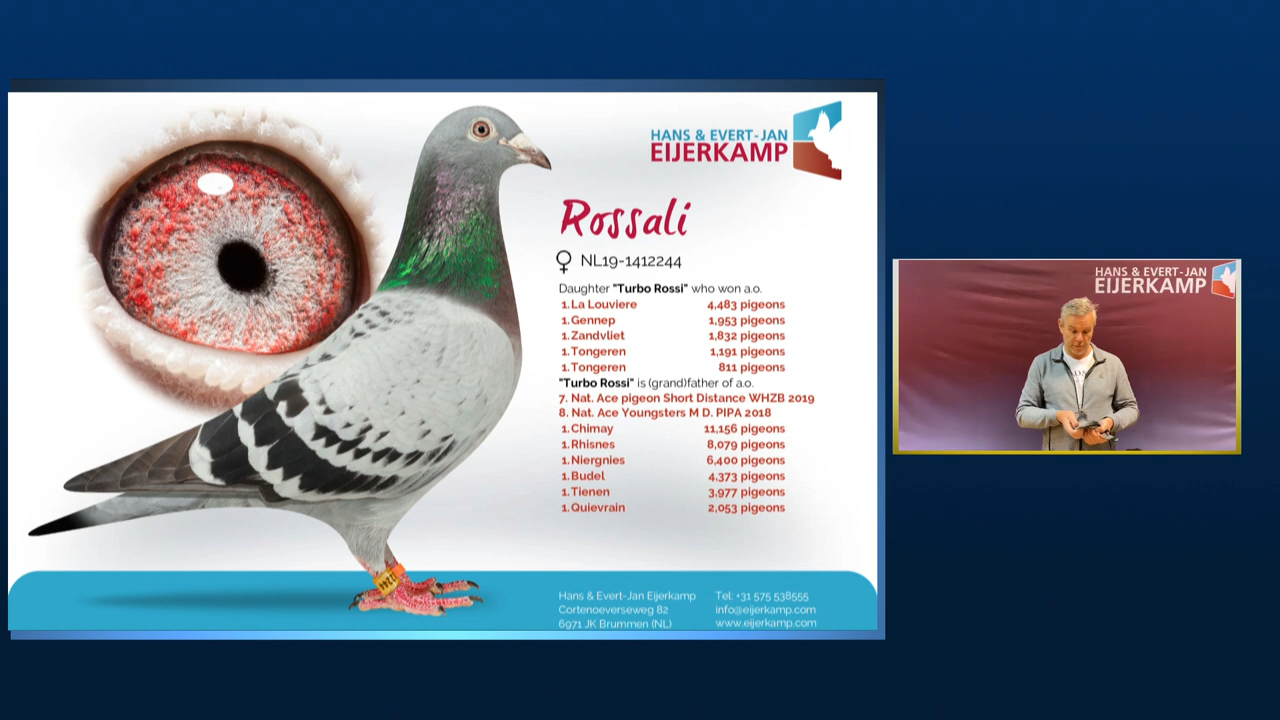 HANS & EVERT-JAN
EIJERKAMP
Rossali
♀ NL19-1412244
Daughter "Turbo Rossi" who won a.o.
1. La Louviere 4,483 pigeons
1. Gennep 1,953 pigeons
1. Zandvliet 1,832 pigeons
1. Tongeren 1,191 pigeons
1. Tongeren 811 pigeons
"Turbo Rossi" is (grand)father of a.o.
7. Nat. Ace pigeon Short Distance WHZB 2019
8. Nat. Ace Youngsters M D. PIPA 2018
1. Chimay 11,156 pigeons
1. Rhisnes 8,079 pigeons
1. Niergnies 6,400 pigeons
1. Budel 4,373 pigeons
1. Tienen 3,977 pigeons
1. Quievrain 2,053 pigeons
Hans & Evert-Jan Eijerkamp Tel: +31 575 538555
Cortenoeverseweg 82 info@eijerkamp.com
6971 JK Brummen (NL) www.eijerkamp.com
HANS & EVERT-JAN
EIJERKAMP